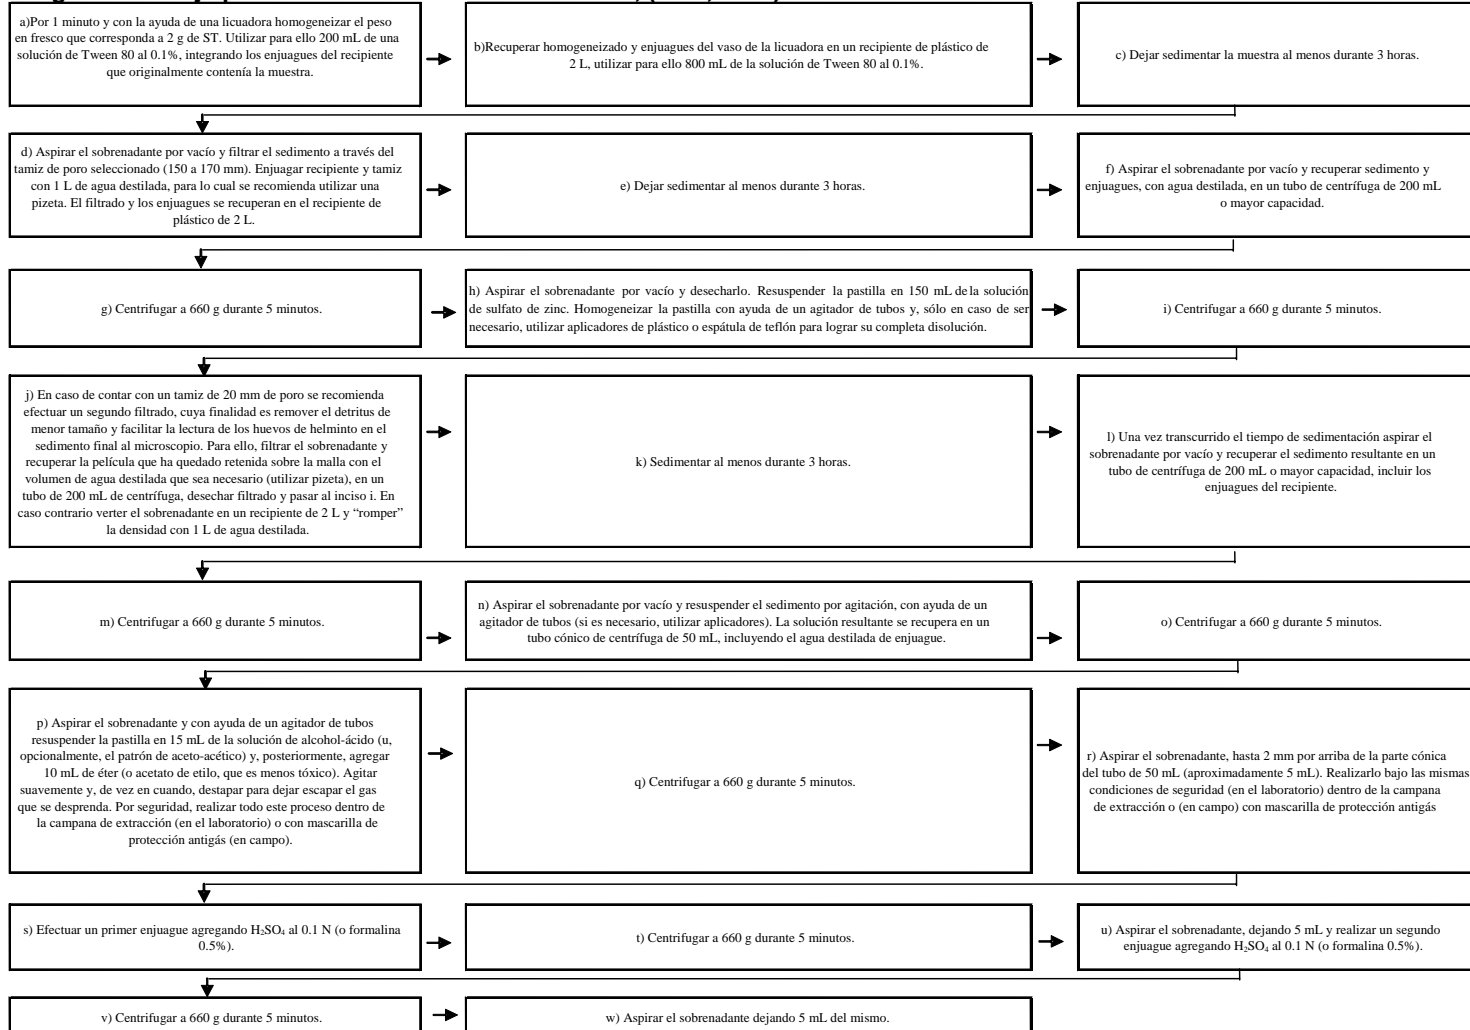 a)Por 1 minuto y con la ayuda de una licuadora homogeneizar el peso
en fresco que corresponda a 2 g de ST. Utilizar para ello 200 mL de una
solución de Tween 80 al 0.1%, integrando los enjuagues del recipiente
que originalmente contenía la muestra.
b)Recuperar homogeneizado y enjuagues del vaso de la licuadora en un recipiente de plástico de
2 L, utilizar para ello 800 mL de la solución de Tween 80 al 0.1%.
c) Dejar sedimentar la muestra al menos durante 3 horas.
d) Aspirar el sobrenadante por vacío y filtrar el sedimento a través del
tamiz de poro seleccionado (150 a 170 mm). Enjuagar recipiente y tamiz
con 1 L de agua destilada, para lo cual se recomienda utilizar una
pizeta. El filtrado y los enjuagues se recuperan en el recipiente de
plástico de 2 L.
e) Dejar sedimentar al menos durante 3 horas.
f) Aspirar el sobrenadante por vacío y recuperar sedimento y
enjuagues, con agua destilada, en un tubo de centrífuga de 200 mL
o mayor capacidad.
g) Centrifugar a 660 g durante 5 minutos.
h) Aspirar el sobrenadante por vacío y desecharlo. Resuspender la pastilla en 150 mL de la solución
de sulfato de zinc. Homogeneizar la pastilla con ayuda de un agitador de tubos y, sólo en caso de ser
necesario, utilizar aplicadores de plástico o espátula de teflón para lograr su completa disolución.
i) Centrifugar a 660 g durante 5 minutos.
j) En caso de contar con un tamiz de 20 mm de poro se recomienda
efectuar un segundo filtrado, cuya finalidad es remover el detritus de
menor tamaño y facilitar la lectura de los huevos de helminto en el
sedimento final al microscopio. Para ello, filtrar el sobrenadante y
recuperar la película que ha quedado retenida sobre la malla con el
volumen de agua destilada que sea necesario (utilizar pizeta), en un
tubo de 200 mL de centrífuga, desechar filtrado y pasar al inciso i. En
caso contrario verter el sobrenadante en un recipiente de 2 L y “romper”
la densidad con 1 L de agua destilada.
k) Sedimentar al menos durante 3 horas.
l) Una vez transcurrido el tiempo de sedimentación aspirar el
sobrenadante por vacío y recuperar el sedimento resultante en un
tubo de centrífuga de 200 mL o mayor capacidad, incluir los
enjuagues del recipiente.
m) Centrifugar a 660 g durante 5 minutos.
n) Aspirar el sobrenadante por vacío y resuspender el sedimento por agitación, con ayuda de un
agitador de tubos (si es necesario, utilizar aplicadores). La solución resultante se recupera en un
tubo cónico de centrífuga de 50 mL, incluyendo el agua destilada de enjuague.
o) Centrifugar a 660 g durante 5 minutos.
p) Aspirar el sobrenadante y con ayuda de un agitador de tubos
resuspender la pastilla en 15 mL de la solución de alcohol-ácido (u,
opcionalmente, el patrón de aceto-acético) y, posteriormente, agregar
10 mL de éter (o acetato de etilo, que es menos tóxico). Agitar
suavemente y, de vez en cuando, destapar para dejar escapar el gas
que se desprenda. Por seguridad, realizar todo este proceso dentro de
la campana de extracción (en el laboratorio) o con mascarilla de
protección antigás (en campo).
q) Centrifugar a 660 g durante 5 minutos.
r) Aspirar el sobrenadante, hasta 2 mm por arriba de la parte cónica
del tubo de 50 mL (aproximadamente 5 mL). Realizarlo bajo las mismas
condiciones de seguridad (en el laboratorio) dentro de la campana
de extracción o (en campo) con mascarilla de protección antigás
s) Efectuar un primer enjuague agregando H₂SO₄ al 0.1 N (o formalina
0.5%).
t) Centrifugar a 660 g durante 5 minutos.
u) Aspirar el sobrenadante, dejando 5 mL y realizar un segundo
enjuague agregando H₂SO₄ al 0.1 N (o formalina 0.5%).
v) Centrifugar a 660 g durante 5 minutos.
w) Aspirar el sobrenadante dejando 5 mL del mismo.